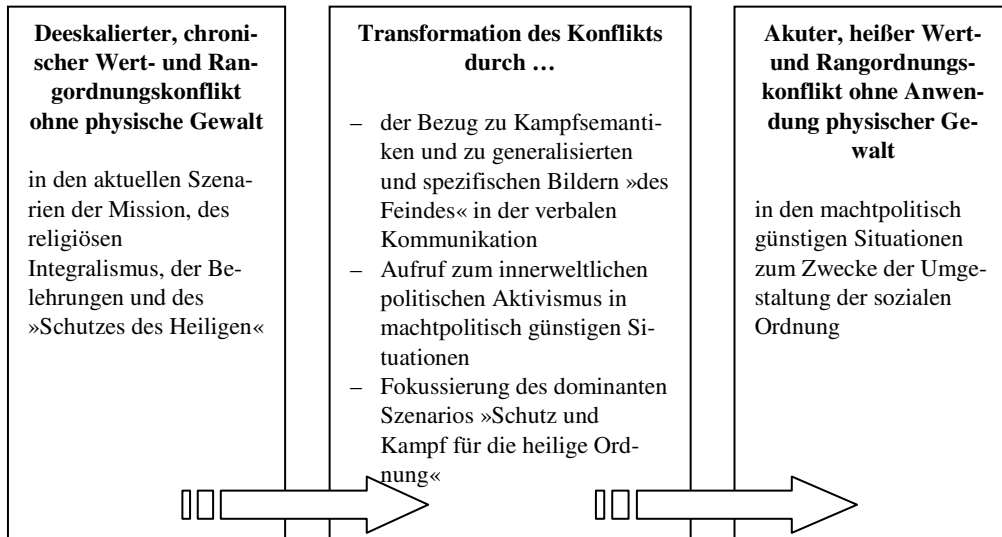 Deeskalierter, chroni-
scher Wert- und Ran-
gordnungskonflikt
ohne physische Gewalt
in den aktuellen Szena-
rien der Mission, des
religiösen
Integralismus, der Be-
lehrungen und des
»Schutzes des Heiligen«
Transformation des Konflikts
durch …
– der Bezug zu Kampfsemanti-
ken und zu generalisierten
und spezifischen Bildern »des
Feindes« in der verbalen
Kommunikation
– Aufruf zum innerweltlichen
politischen Aktivismus in
machtpolitisch günstigen Si-
tuationen
– Fokussierung des dominanten
Szenarios »Schutz und
Kampf für die heilige Ord-
nung«
Akuter, heißer Wert-
und Rangordnungs-
konflikt ohne Anwen-
dung physischer Ge-
walt
in den machtpolitisch
günstigen Situationen
zum Zwecke der Umge-
staltung der sozialen
Ordnung